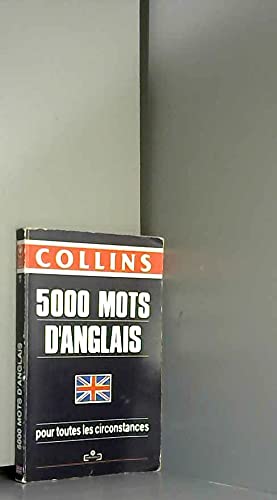 COLLINS
5000 MOTS
D'ANGLAIS
pour toutes les circonstances
5000 MOTS D'ANGLAIS